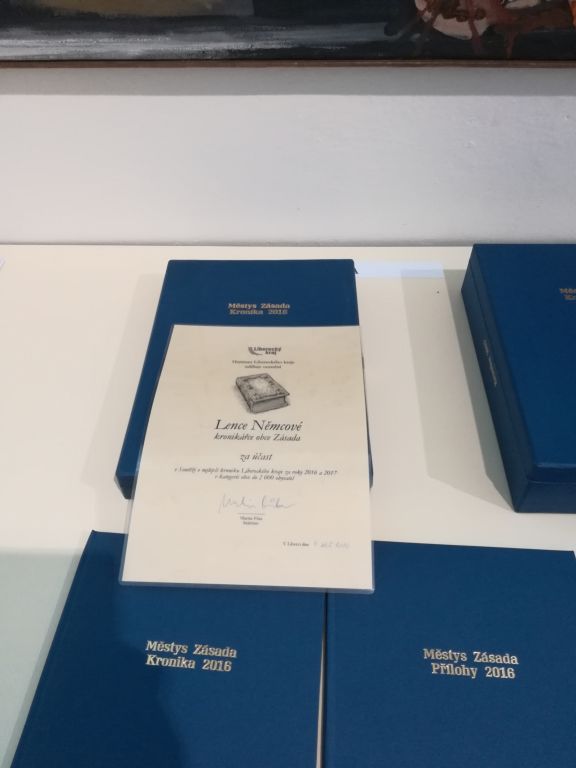 Městys Zásada
Kronika 2016
Liberecký
kraj
Hejtman Libereckého kraje
uděluje
Lence Němcové
kronikářce obce Zásada
za účast
v Soutěži o nejlepší kroniku Libereckého kraje za roky 2016 a 2017
v kategorii obce do 2 000 obyvatel
Martin Půta
hejtman
V Liberci dne
Městys Zásada
Kronika 2016
Městys Zásada
Přílohy 2016